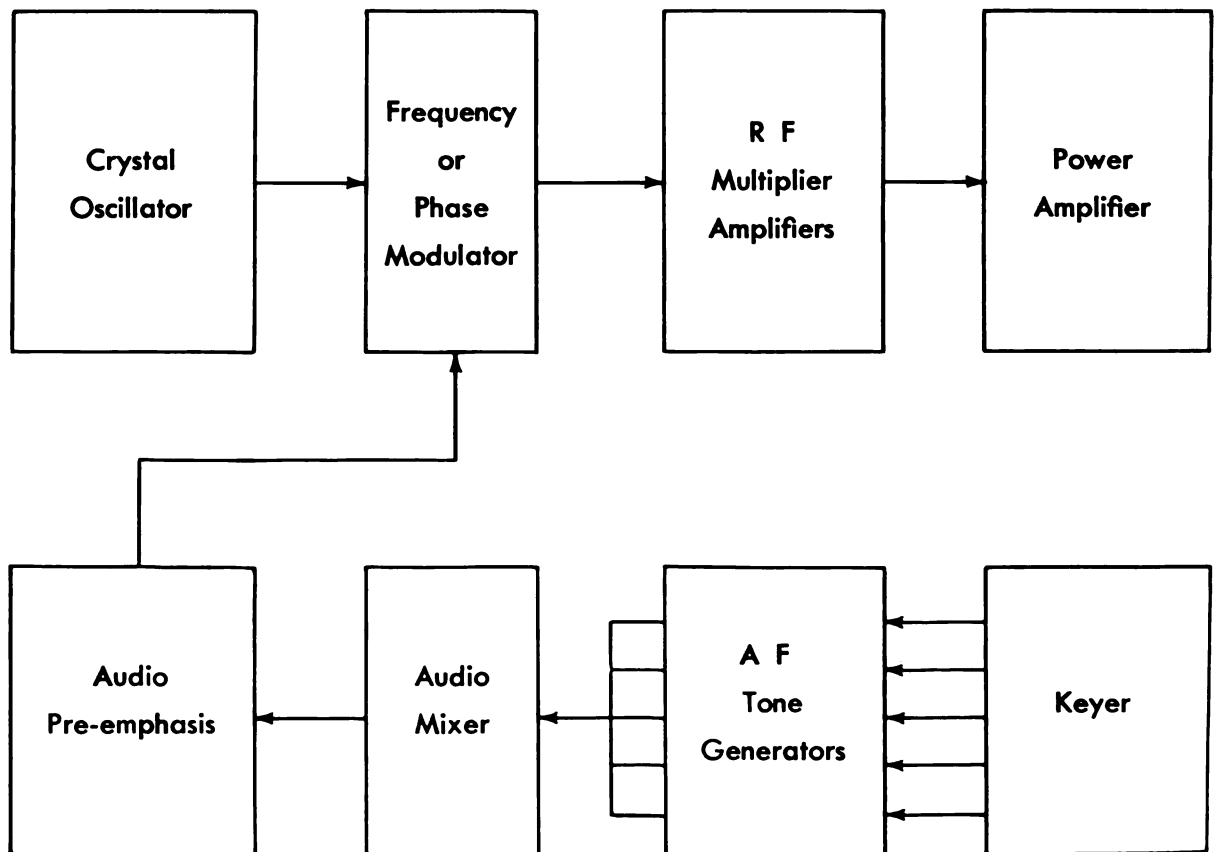 Crystal
Oscillator
Frequency
or
Phase
Modulator
R F
Multiplier
Amplifiers
Power
Amplifier
Audio
Pre-emphasis
Audio
Mixer
A F
Tone
Generators
Keyer